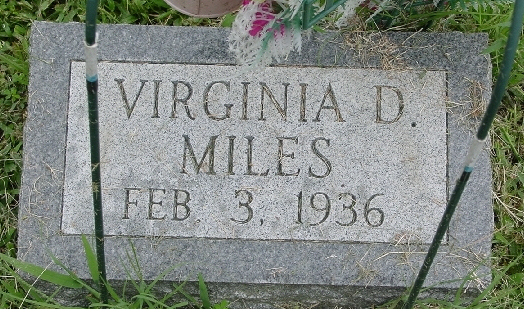 VIRGINIA D.
MILES
FEB. 3, 1936